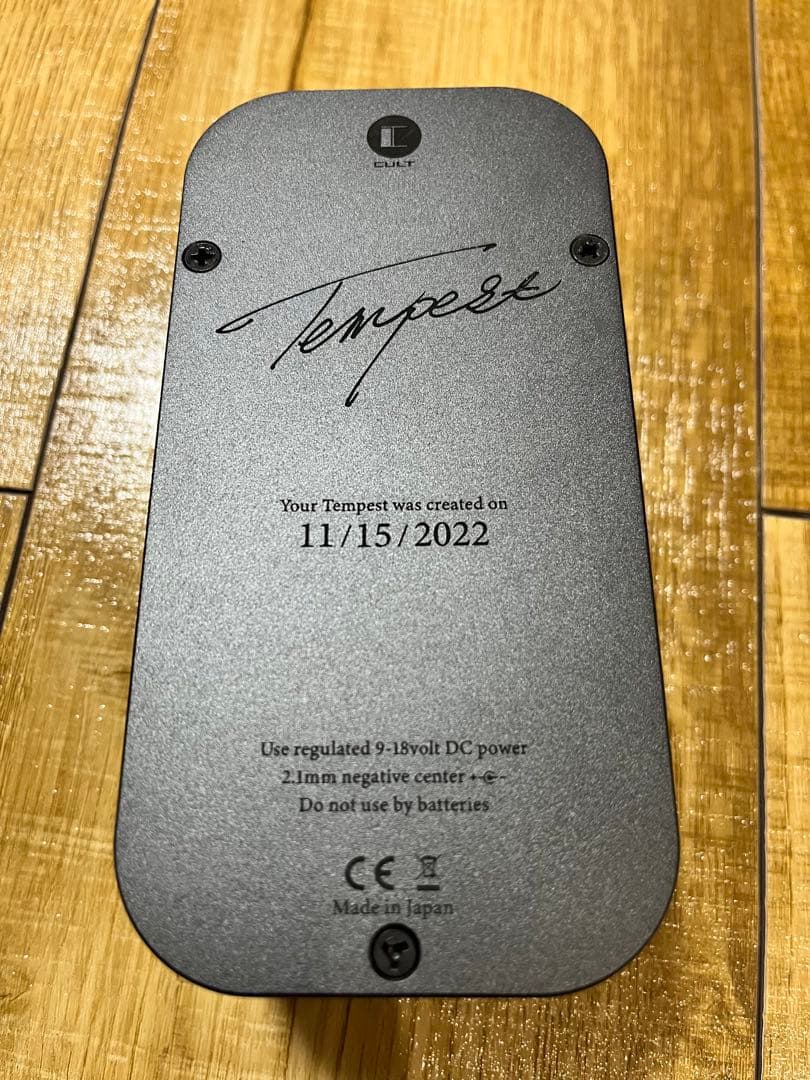 CULT
Tempest
Your Tempest was created on
11/15/2022
Use regulated 9-18volt DC power
2.1mm negative center
Do not use by batteries
CE
Made in Japan